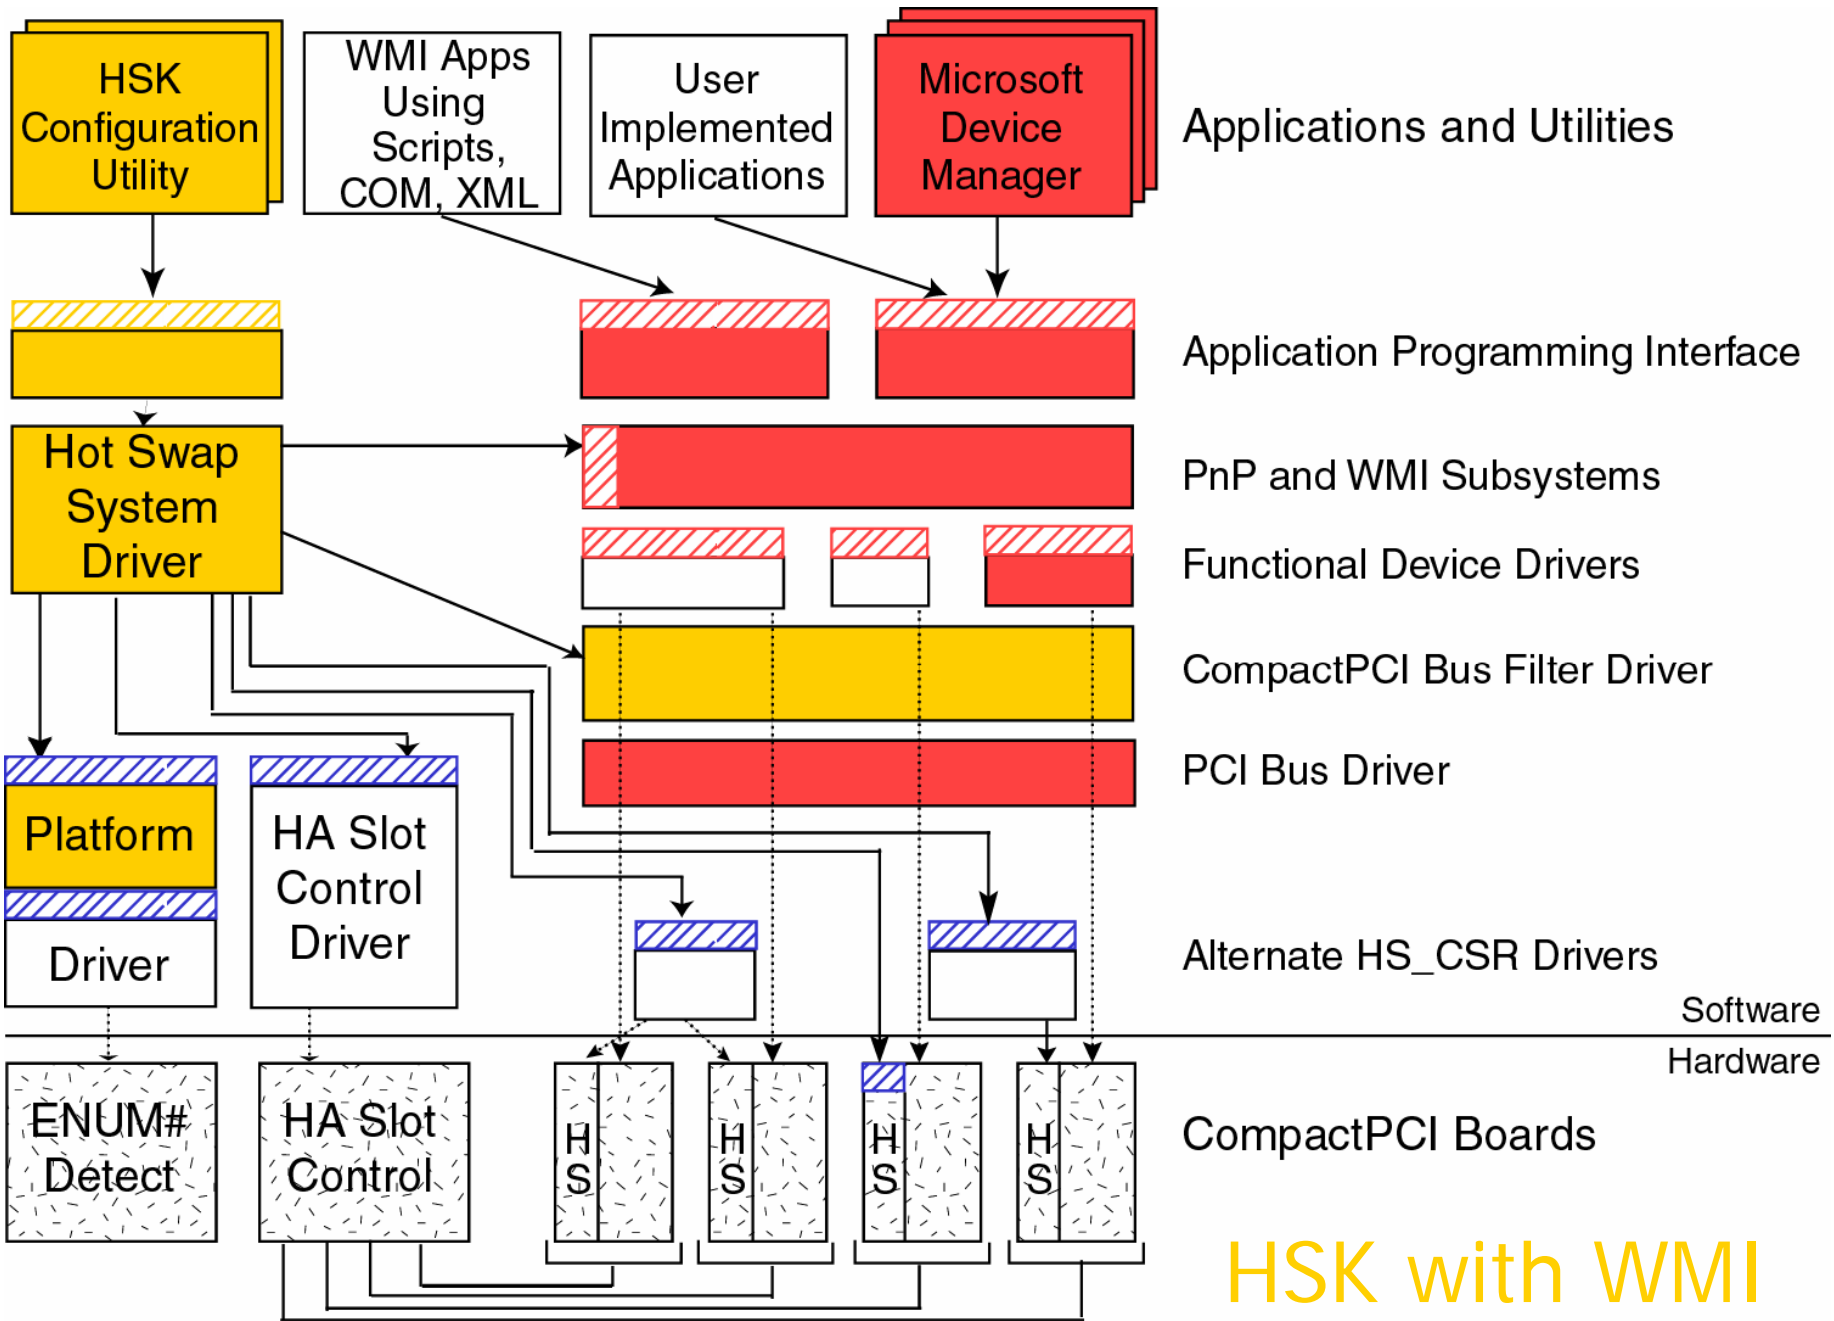 HSK
Configuration
Utility
WMI Apps
Using
Scripts,
COM, XML
User
Implemented
Applications
Microsoft
Device
Manager
Applications and Utilities
Application Programming Interface
Hot Swap
System
Driver
PnP and WMI Subsystems
Functional Device Drivers
CompactPCI Bus Filter Driver
PCI Bus Driver
Platform
Driver
HA Slot
Control
Driver
Alternate HS_CSR Drivers
Software
Hardware
ENUM#
Detect
HA Slot
Control
H
S
H
S
H
S
H
S
CompactPCI Boards
HSK with WMI